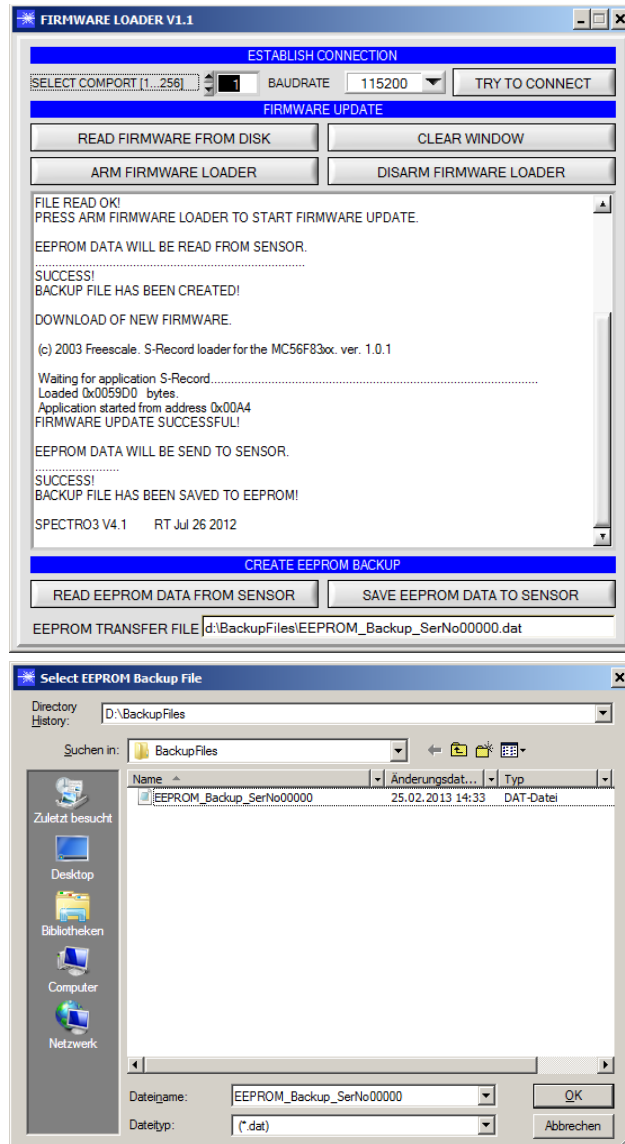 FIRMWARE LOADER V1.1
ESTABLISH CONNECTION
SELECT COMPORT [1...256] 1 BAUDRATE 115200 TRY TO CONNECT
FIRMWARE UPDATE
READ FIRMWARE FROM DISK CLEAR WINDOW
ARM FIRMWARE LOADER DISARM FIRMWARE LOADER
FILE READ OK!
PRESS ARM FIRMWARE LOADER TO START FIRMWARE UPDATE.
EEPROM DATA WILL BE READ FROM SENSOR.
....................................................................
SUCCESS!
BACKUP FILE HAS BEEN CREATED!
DOWNLOAD OF NEW FIRMWARE.
(c) 2003 Freescale. S-Record loader for the MC56F83xx. ver. 1.0.1
Waiting for application S-Record....................................................................................
Loaded 0x0059D0 bytes.
Application started from address 0x00A4
FIRMWARE UPDATE SUCCESSFUL!
EEPROM DATA WILL BE SEND TO SENSOR.
.....................
SUCCESS!
BACKUP FILE HAS BEEN SAVED TO EEPROM!
SPECTRO3 V4.1 RT Jul 26 2012
CREATE EEPROM BACKUP
READ EEPROM DATA FROM SENSOR SAVE EEPROM DATA TO SENSOR
EEPROM TRANSFER FILE d:\BackupFiles\EEPROM_Backup_SerNo00000.dat
Select EEPROM Backup File
Directory
History: D:\BackupFiles
Suchen in: BackupFiles
Name Änderungsdat... Typ
EEPROM_Backup_SerNo00000 25.02.2013 14:33 DAT-Datei
Zuletzt besucht
Desktop
Bibliotheken
Computer
Netzwerk
Dateiname: EEPROM_Backup_SerNo00000 OK
Dateityp: (*.dat) Abbrechen